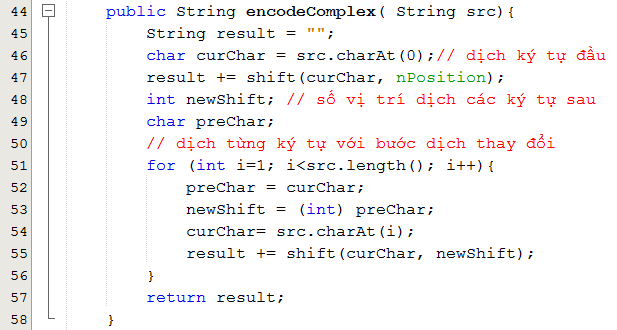 44 public String encodeComplex( String src){
45 String result = "";
46 char curChar = src.charAt(0);// dịch ký tự đầu
47 result += shift(curChar, nPosition);
48 int newShift; // số vị trí dịch các ký tự sau
49 char preChar;
50 // dịch từng ký tự với bước dịch thay đổi
51 for (int i=1; i<src.length(); i++){
52 preChar = curChar;
53 newShift = (int) preChar;
54 curChar= src.charAt(i);
55 result += shift(curChar, newShift);
56 }
57 return result;
58 }